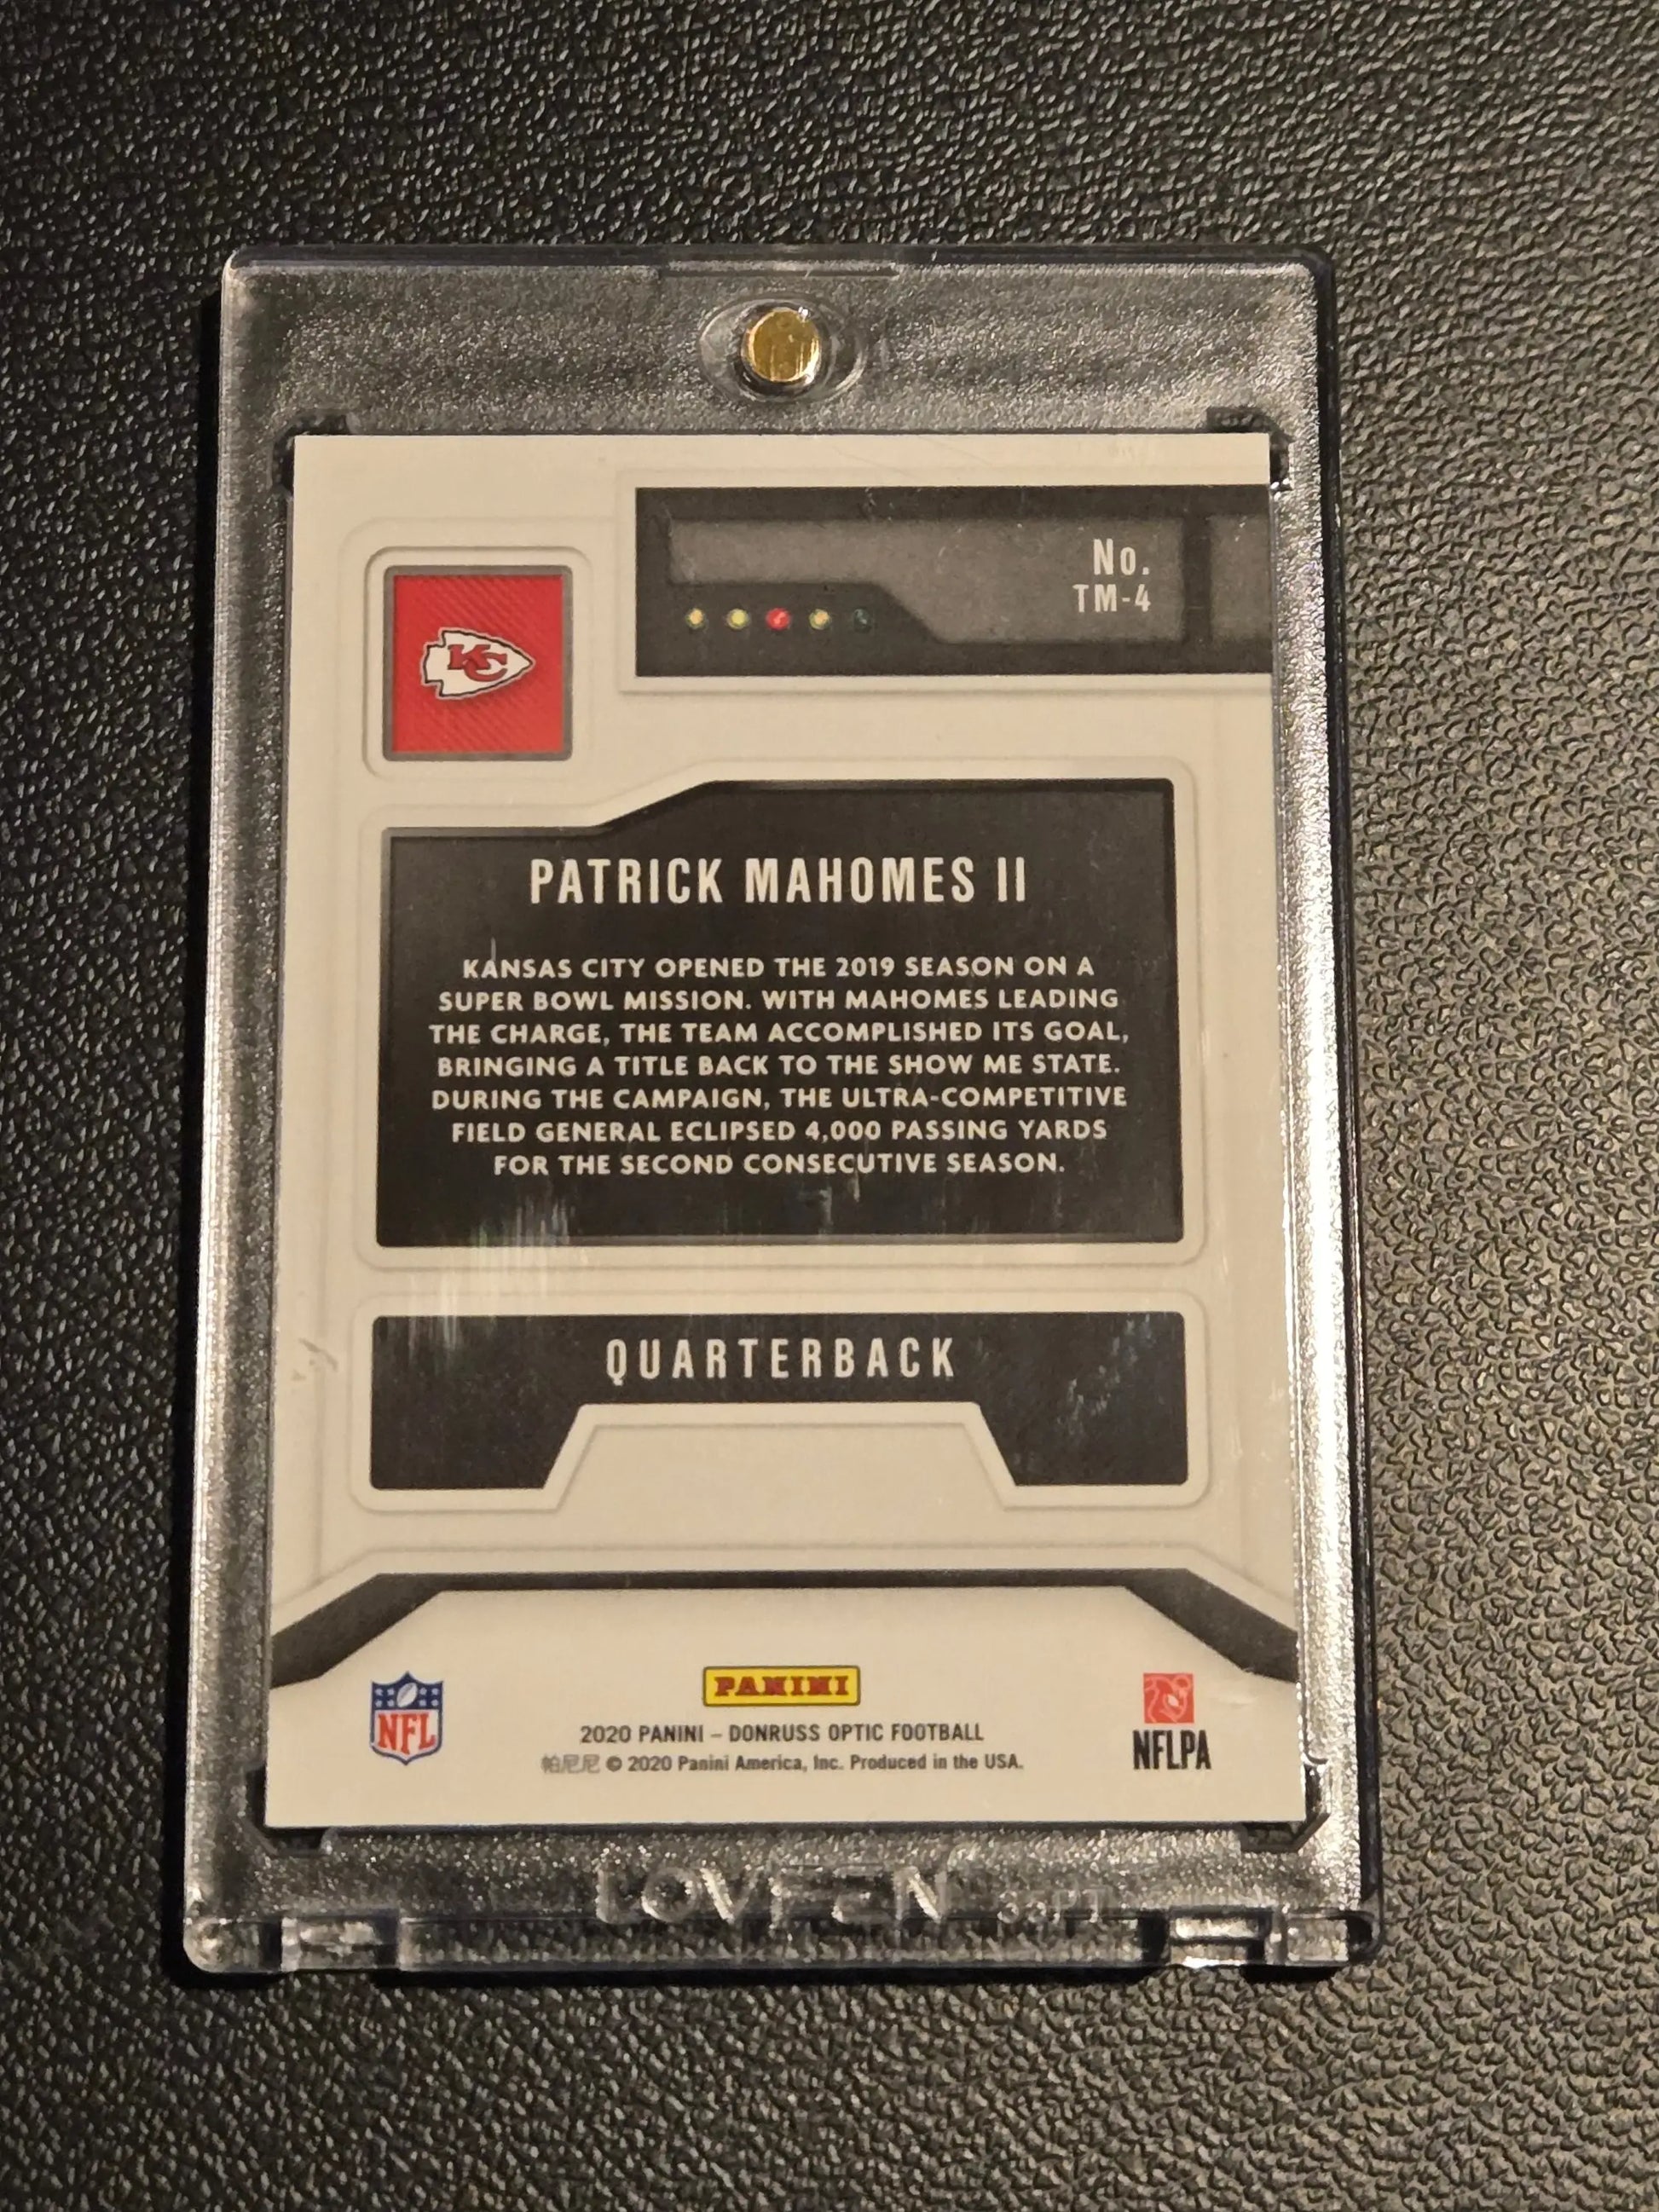 No.
TM-4
KC
PATRICK MAHOMES II
KANSAS CITY OPENED THE 2019 SEASON ON A
SUPER BOWL MISSION. WITH MAHOMES LEADING
THE CHARGE, THE TEAM ACCOMPLISHED ITS GOAL,
BRINGING A TITLE BACK TO THE SHOW ME STATE.
DURING THE CAMPAIGN, THE ULTRA-COMPETITIVE
FIELD GENERAL ECLIPSED 4,000 PASSING YARDS
FOR THE SECOND CONSECUTIVE SEASON.
QUARTERBACK
PANINI
NFL
2020 PANINI – DONRUSS OPTIC FOOTBALL
帕尼尼 © 2020 Panini America, Inc. Produced in the USA.
NFLPA
35PT